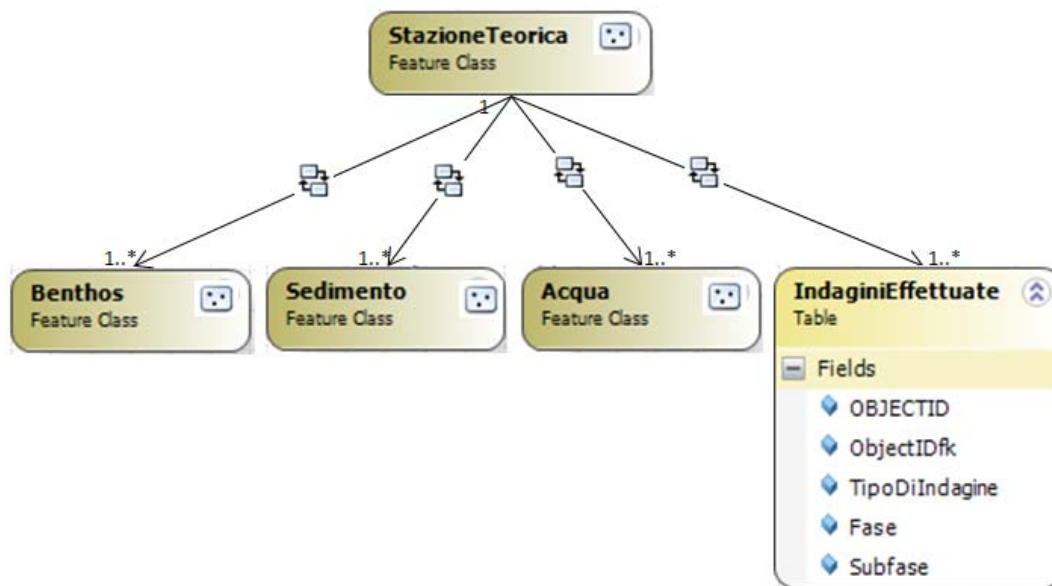 StazioneTeorica
Feature Class
1
1..*
1..*
1..*
1..*
Benthos
Feature Class
Sedimento
Feature Class
Acqua
Feature Class
IndaginiEffettuate
Table
Fields
OBJECTID
ObjectIDfk
TipoDiIndagine
Fase
Subfase